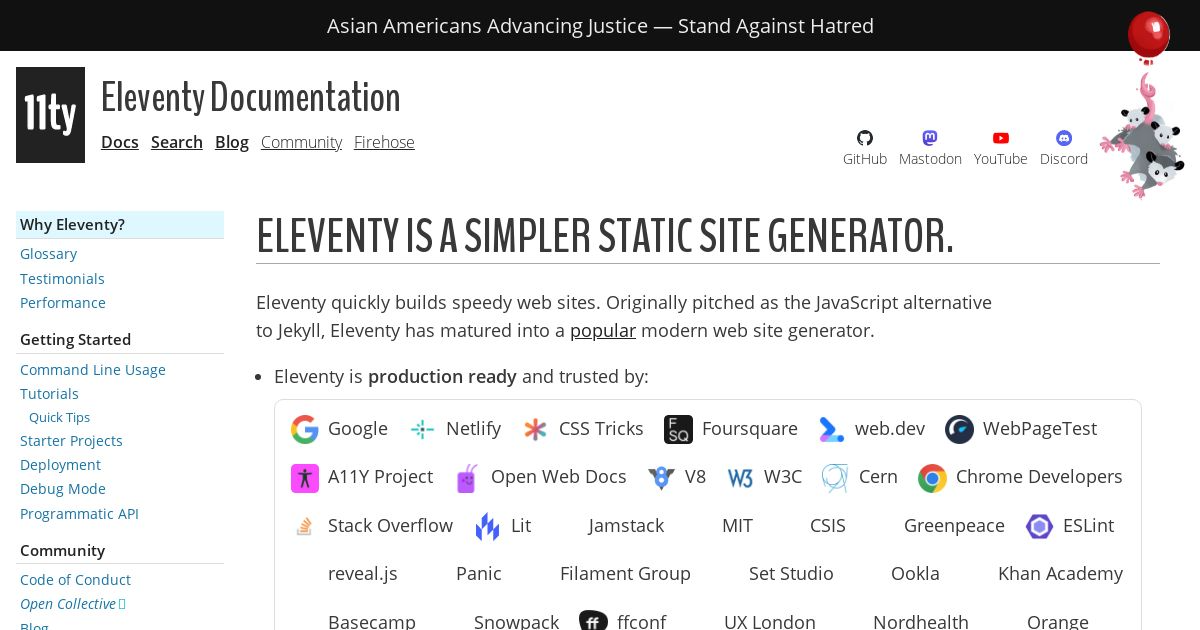 Asian Americans Advancing Justice — Stand Against Hatred
11ty
Eleventy Documentation
Docs Search Blog Community Firehose
GitHub Mastodon YouTube Discord
Why Eleventy?
Glossary
Testimonials
Performance
Getting Started
Command Line Usage
Tutorials
Quick Tips
Starter Projects
Deployment
Debug Mode
Programmatic API
Community
Code of Conduct
Open Collective
Blog
ELEVENTY IS A SIMPLER STATIC SITE GENERATOR.
Eleventy quickly builds speedy web sites. Originally pitched as the JavaScript alternative
to Jekyll, Eleventy has matured into a popular modern web site generator.
• Eleventy is production ready and trusted by:
Google Netlify CSS Tricks FSQ Foursquare web.dev WebPageTest
A11Y Project Open Web Docs V8 W3 W3C Cern Chrome Developers
Stack Overflow Lit Jamstack MIT CSIS Greenpeace ESLint
reveal.js Panic Filament Group Set Studio Ookla Khan Academy
Basecamp Snowpack ff ffconf UX London Nordhealth Orange